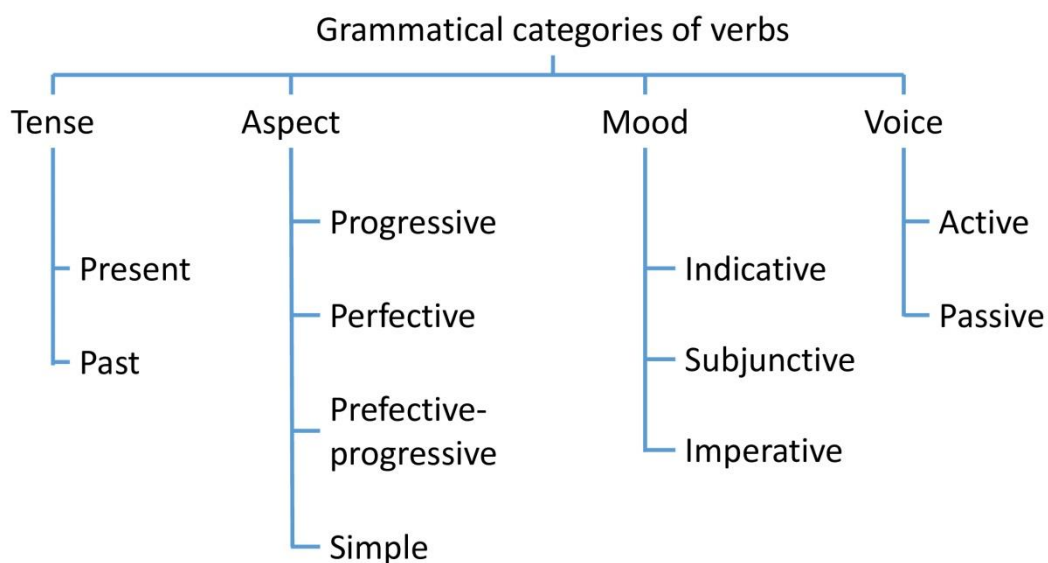 Grammatical categories of verbs
Tense
Aspect
Mood
Voice
Present
Past
Progressive
Perfective
Prefective-
progressive
Simple
Indicative
Subjunctive
Imperative
Active
Passive